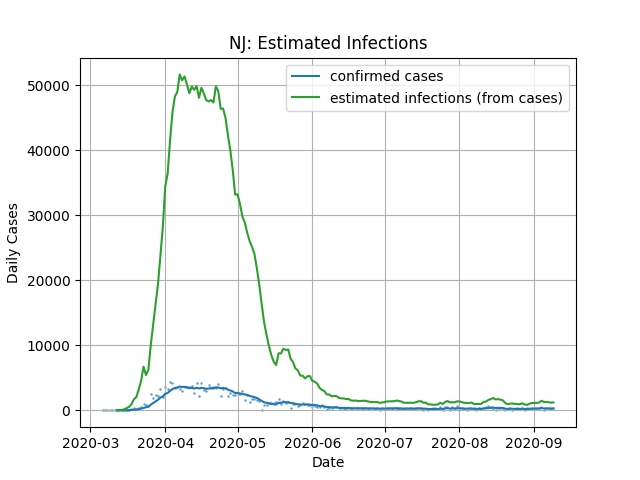 NJ: Estimated Infections
confirmed cases
estimated infections (from cases)
Daily Cases
50000
40000
30000
20000
10000
0
2020-03 2020-04 2020-05 2020-06 2020-07 2020-08 2020-09
Date